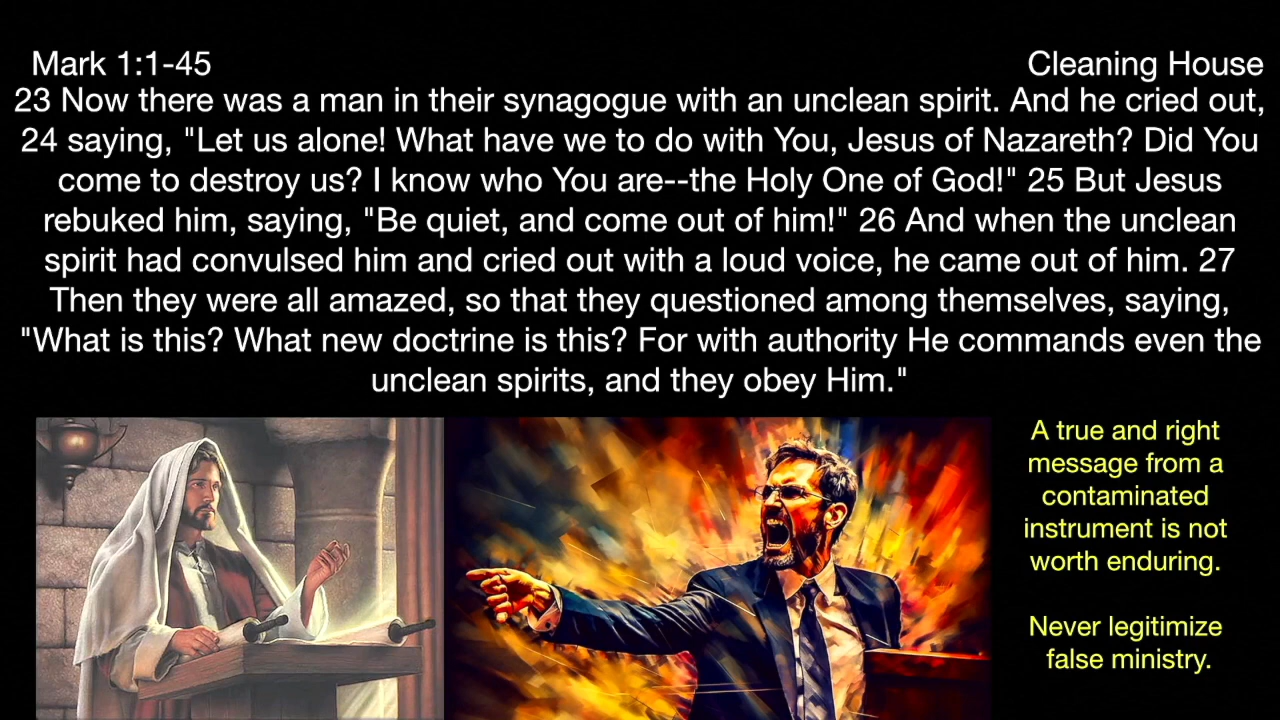 Mark 1:1-45
Cleaning House
23 Now there was a man in their synagogue with an unclean spirit. And he cried out,
24 saying, "Let us alone! What have we to do with You, Jesus of Nazareth? Did You
come to destroy us? I know who You are--the Holy One of God!" 25 But Jesus
rebuked him, saying, "Be quiet, and come out of him!" 26 And when the unclean
spirit had convulsed him and cried out with a loud voice, he came out of him. 27
Then they were all amazed, so that they questioned among themselves, saying,
"What is this? What new doctrine is this? For with authority He commands even the
unclean spirits, and they obey Him."
A true and right
message from a
contaminated
instrument is not
worth enduring.
Never legitimize
false ministry.